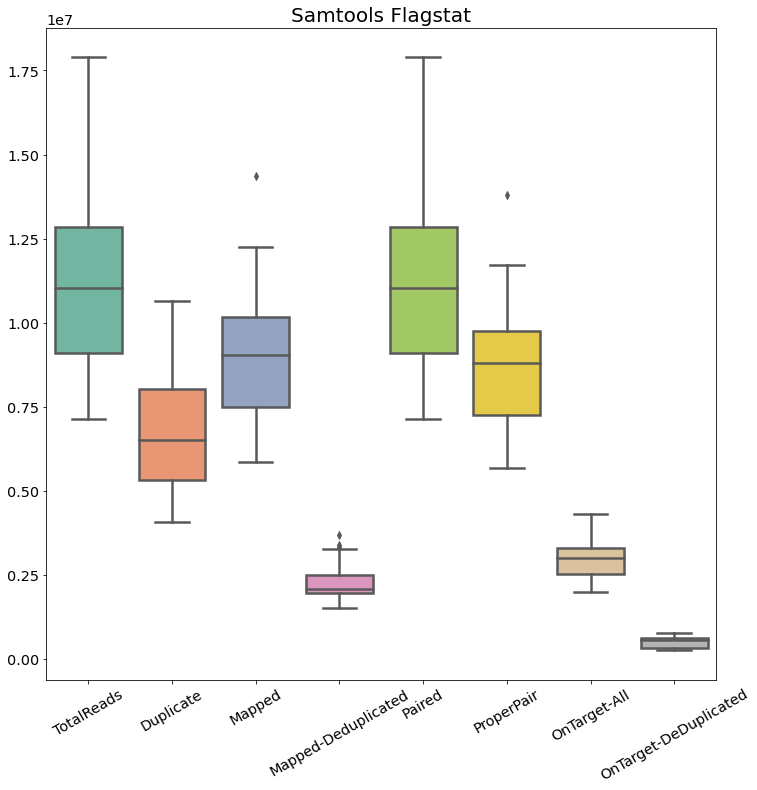 Samtools Flagstat
1e7
1.75
1.50
1.25
1.00
0.75
0.50
0.25
0.00
TotalReads
Duplicate
Mapped
Mapped-Deduplicated
Paired
ProperPair
OnTarget-All
OnTarget-DeDuplicated